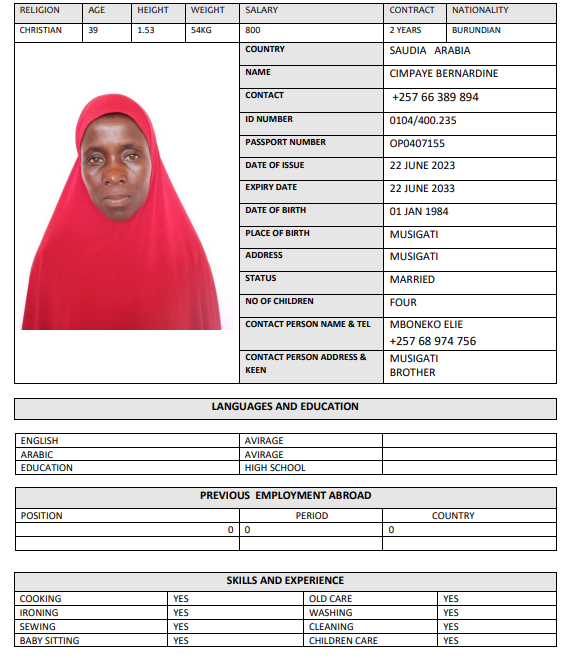 RELIGION AGE HEIGHT WEIGHT SALARY CONTRACT NATIONALITY
CHRISTIAN 39 1.53 54KG 800 2 YEARS BURUNDIAN
COUNTRY SAUDIA ARABIA
NAME CIMPAYE BERNARDINE
CONTACT +257 66 389 894
ID NUMBER 0104/400.235
PASSPORT NUMBER OP0407155
DATE OF ISSUE 22 JUNE 2023
EXPIRY DATE 22 JUNE 2033
DATE OF BIRTH 01 JAN 1984
PLACE OF BIRTH MUSIGATI
ADDRESS MUSIGATI
STATUS MARRIED
NO OF CHILDREN FOUR
CONTACT PERSON NAME & TEL MBONEKO ELIE
+257 68 974 756
CONTACT PERSON ADDRESS & MUSIGATI
KEEN BROTHER
LANGUAGES AND EDUCATION
ENGLISH AVIRAGE
ARABIC AVIRAGE
EDUCATION HIGH SCHOOL
PREVIOUS EMPLOYMENT ABROAD
POSITION PERIOD COUNTRY
0 0 0
SKILLS AND EXPERIENCE
COOKING YES OLD CARE YES
IRONING YES WASHING YES
SEWING YES CLEANING YES
BABY SITTING YES CHILDREN CARE YES